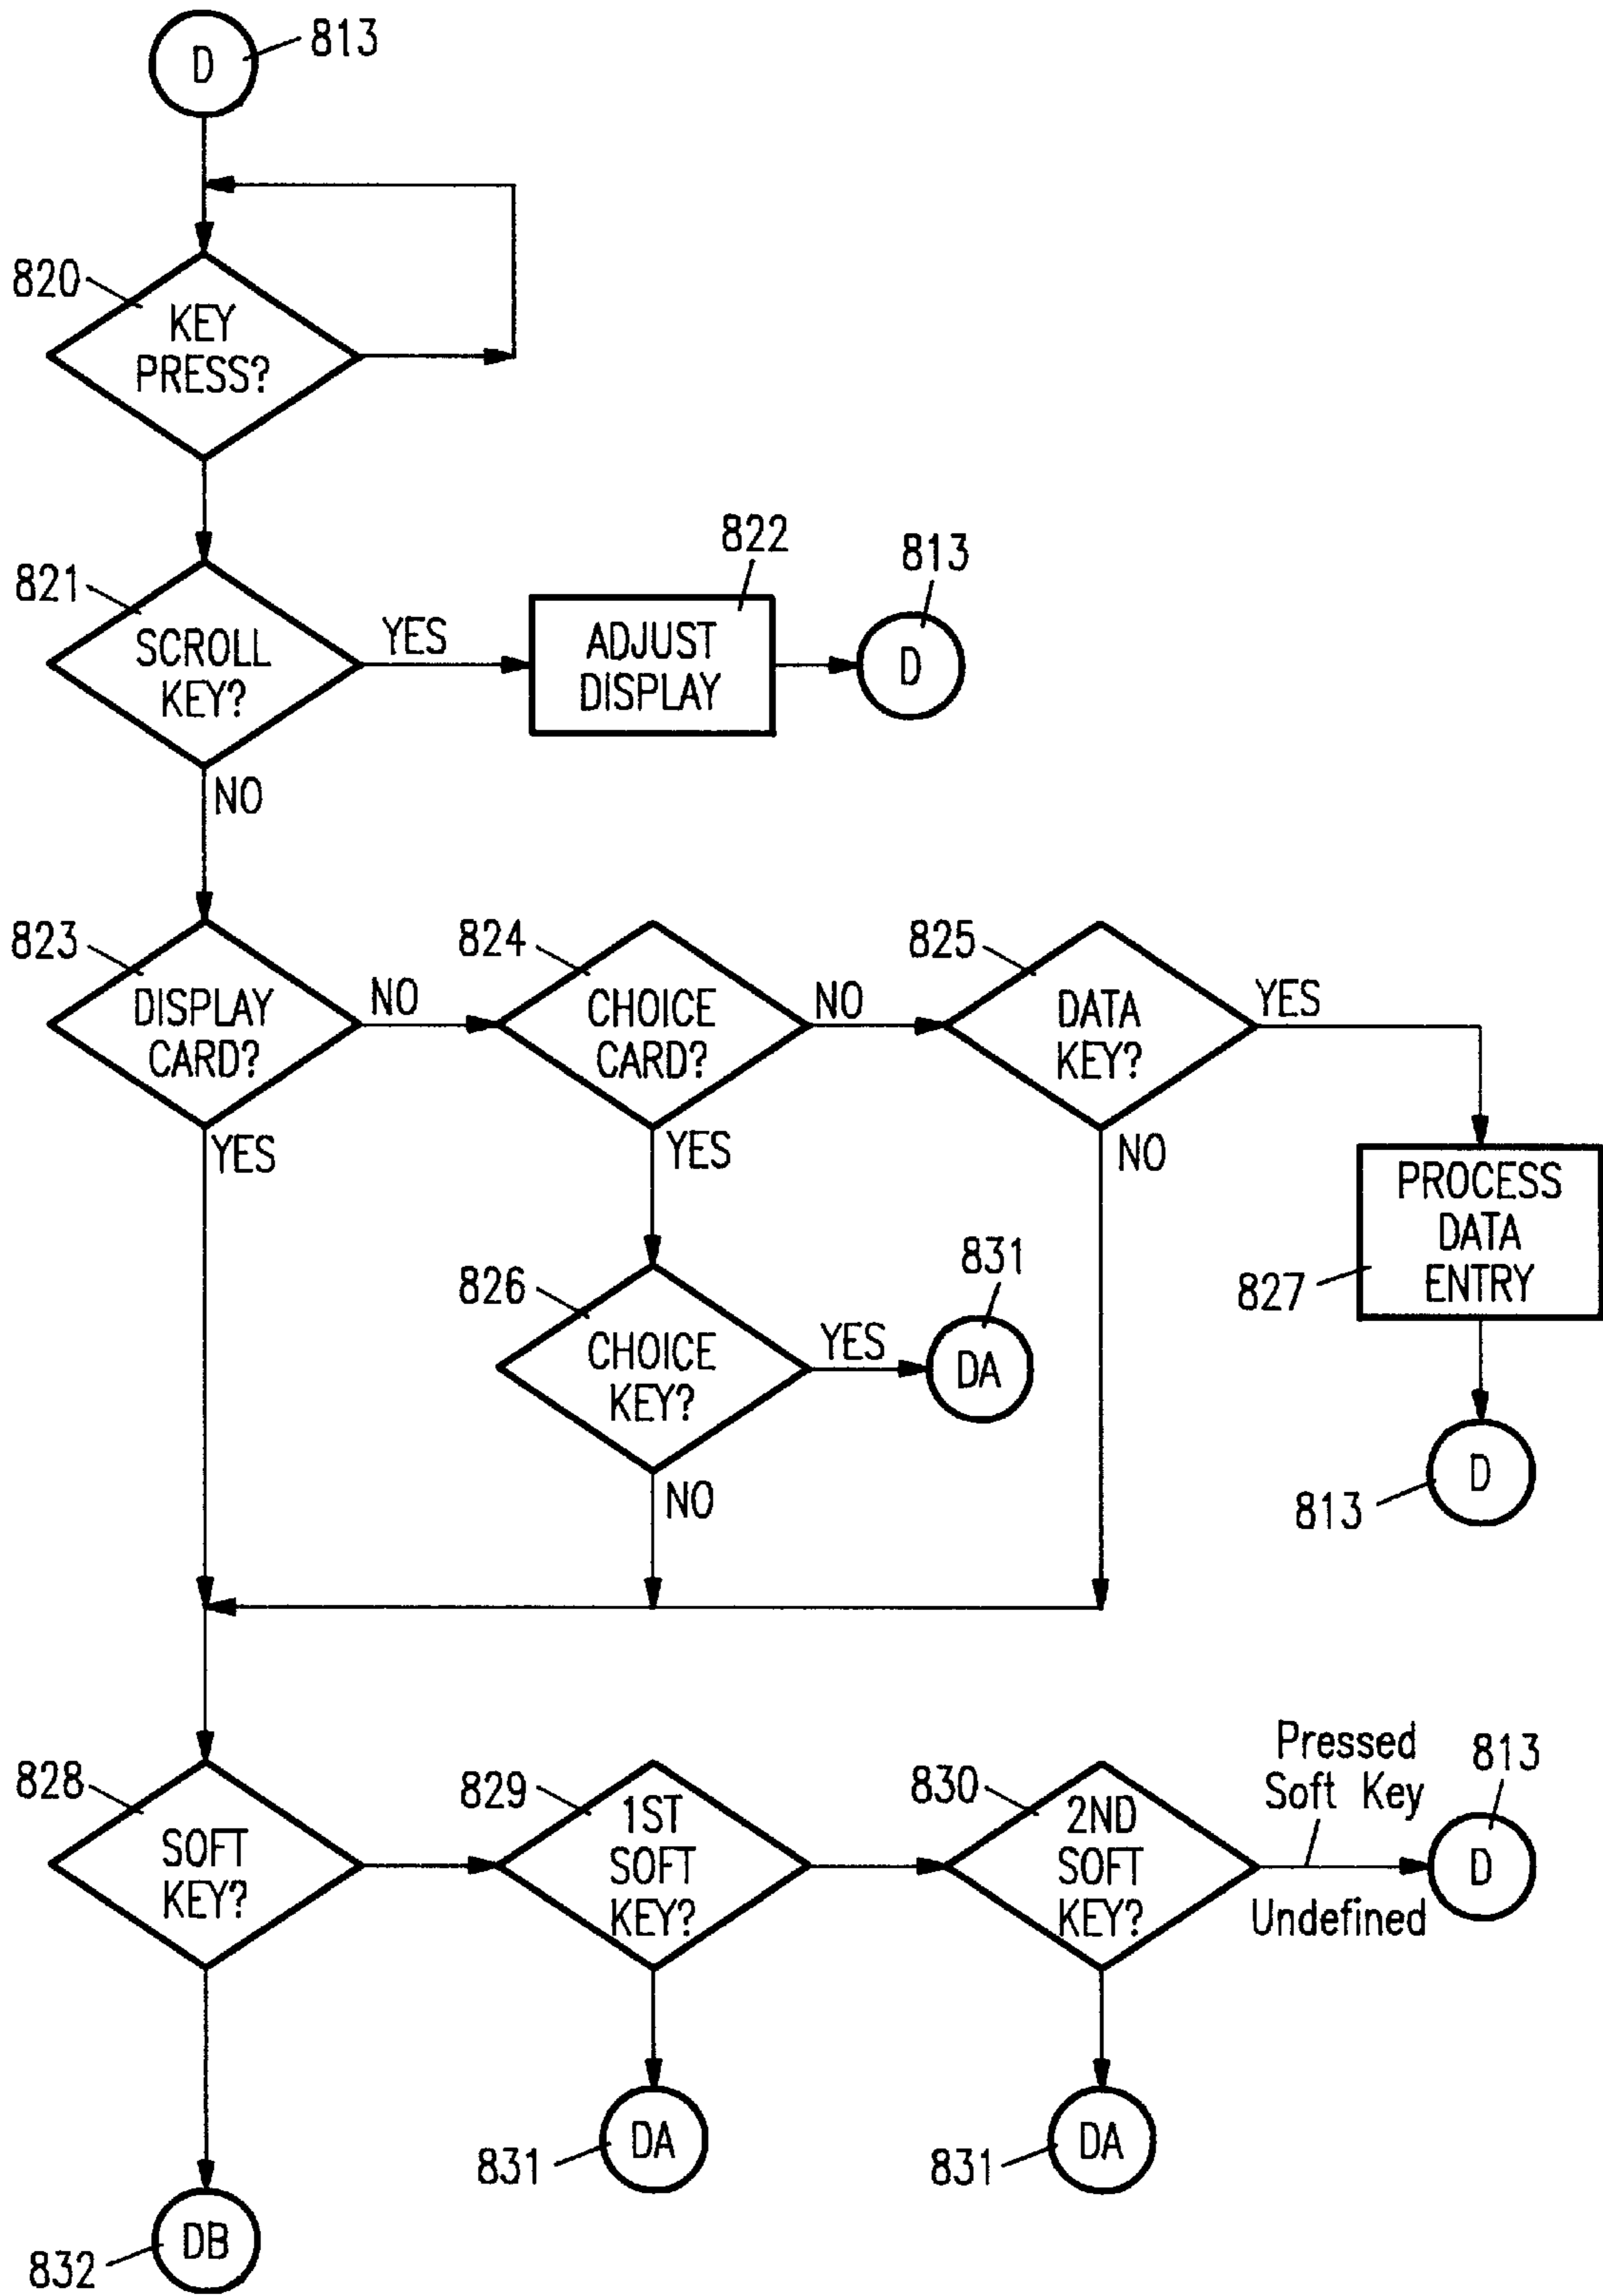 D
813
820
KEY
PRESS?
821
SCROLL
KEY?
YES
NO
822
ADJUST
DISPLAY
813
D
823
DISPLAY
CARD?
NO
YES
824
CHOICE
CARD?
NO
YES
825
DATA
KEY?
YES
NO
PROCESS
DATA
ENTRY
827
826
CHOICE
KEY?
YES
NO
831
DA
D
813
828
SOFT
KEY?
829
1ST
SOFT
KEY?
830
2ND
SOFT
KEY?
Pressed
Soft Key
Undefined
813
D
DA
831
DA
831
DB
832